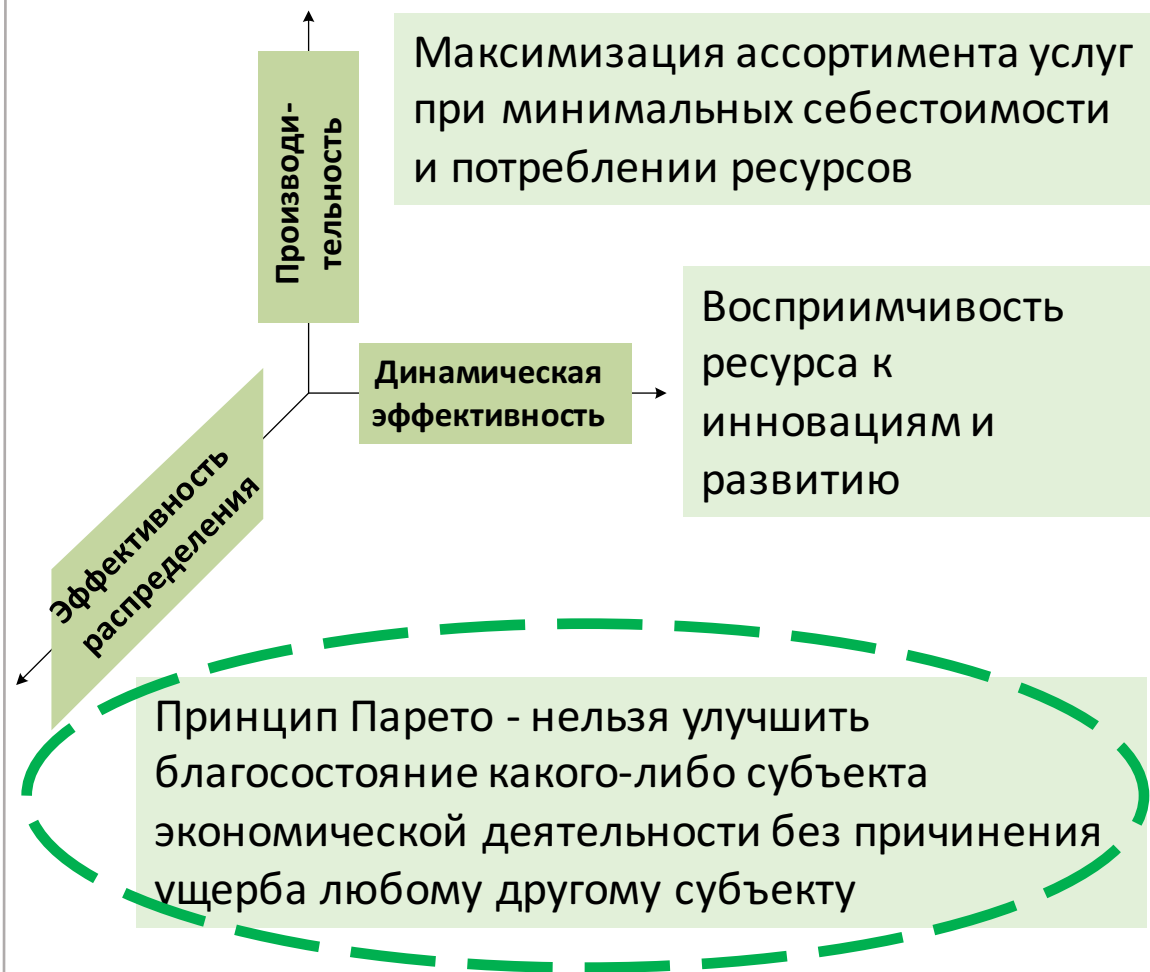 Производи-
тельность
Максимизация ассортимента услуг
при минимальных себестоимости
и потреблении ресурсов
Динамическая
эффективность
Восприимчивость
ресурса к
инновациям и
развитию
Эффективность
распределения
Принцип Парето - нельзя улучшить
благосостояние какого-либо субъекта
экономической деятельности без причинения
ущерба любому другому субъекту